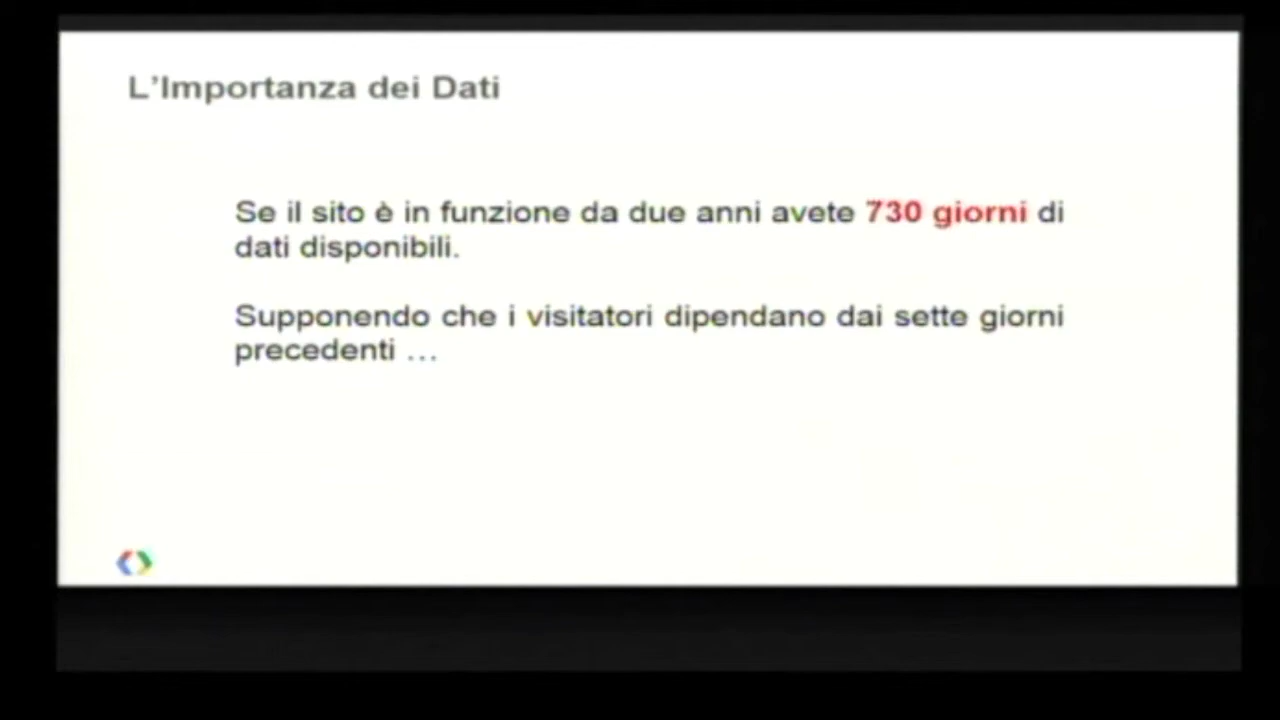 L'Importanza dei Dati
Se il sito è in funzione da due anni avete 730 giorni di
dati disponibili.
Supponendo che i visitatori dipendano dai sette giorni
precedenti ...